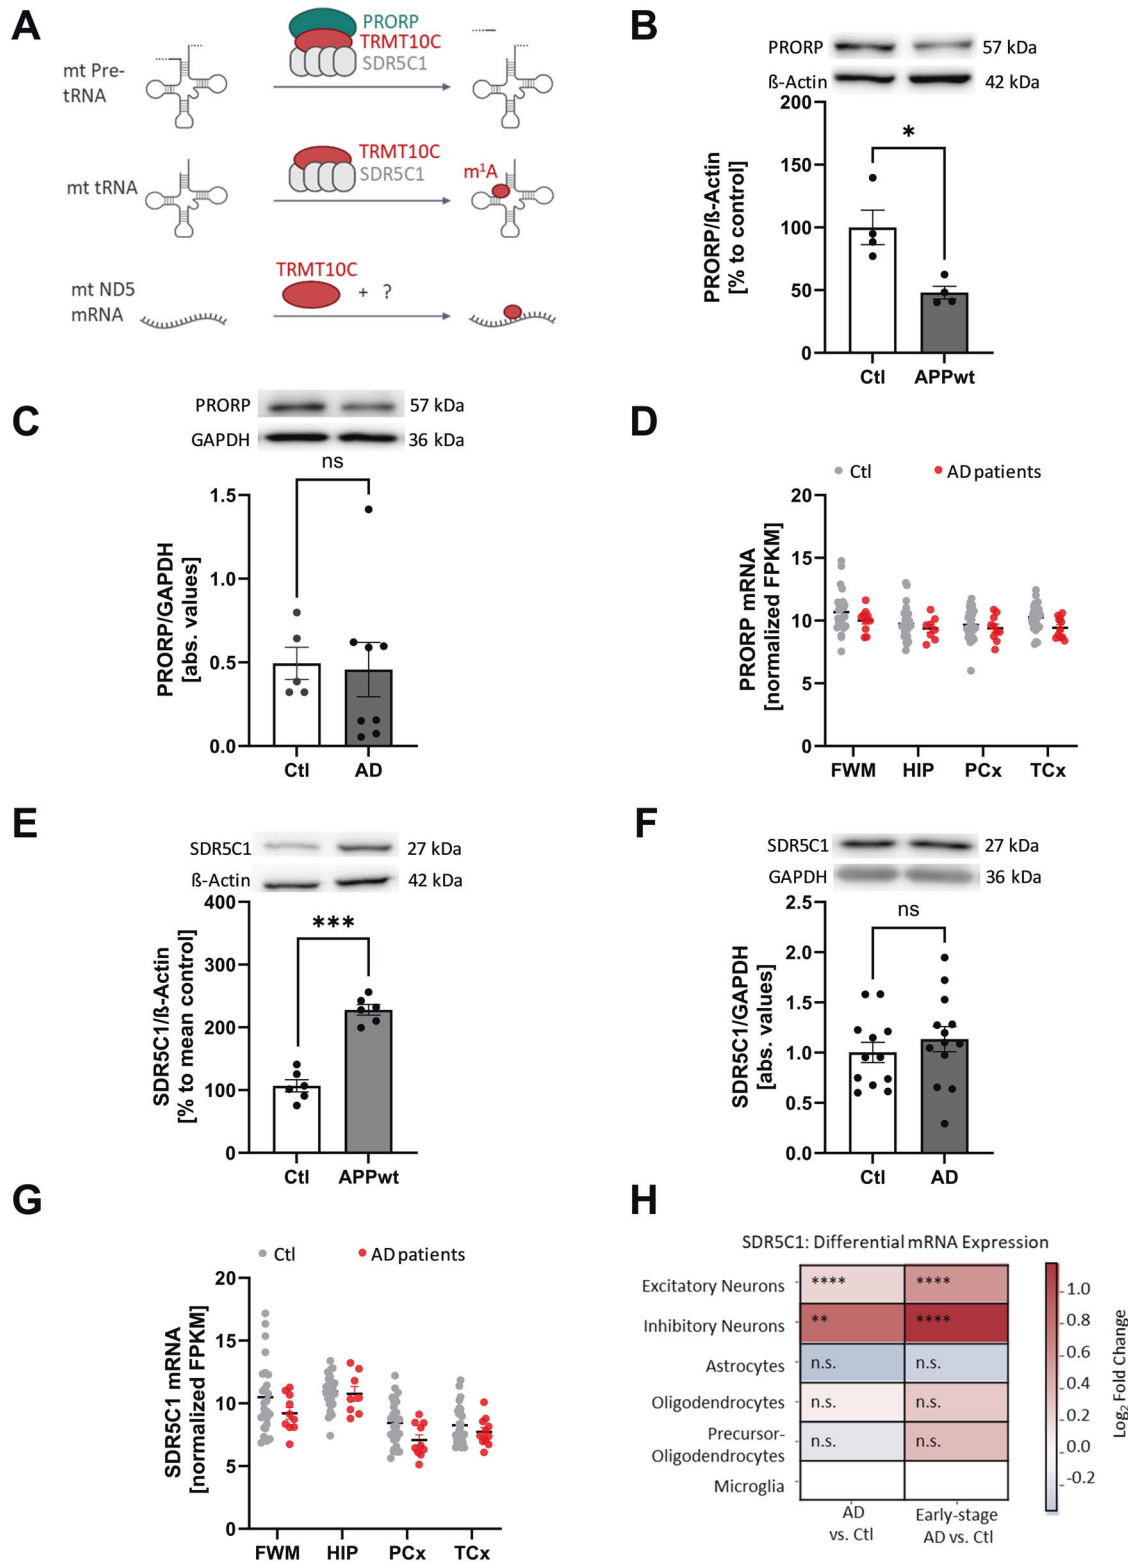 A
PRORP
TRMT10C
SDR5C1
mt Pre-
tRNA
TRMT10C
SDR5C1
mt tRNA
m¹A
TRMT10C
+ ?
mt ND5
mRNA
B
PRORP
57 kDa
ß-Actin
42 kDa
*
PRORP/ß-Actin
[% to control]
200
150
100
50
0
Ctl
APPwt
C
PRORP
57 kDa
GAPDH
36 kDa
ns
PRORP/GAPDH
[abs. values]
1.5
1.0
0.5
0.0
Ctl
AD
D
Ctl
AD patients
PRORP mRNA
[normalized FPKM]
20
15
10
5
0
FWM
HIP
PCx
TCx
E
SDR5C1
27 kDa
ß-Actin
42 kDa
***
SDR5C1/ß-Actin
[% to mean control]
400
300
200
100
0
Ctl
APPwt
F
SDR5C1
27 kDa
GAPDH
36 kDa
ns
SDR5C1/GAPDH
[abs. values]
2.5
2.0
1.5
1.0
0.5
0.0
Ctl
AD
G
Ctl
AD patients
SDR5C1 mRNA
[normalized FPKM]
20
15
10
5
0
FWM
HIP
PCx
TCx
H
SDR5C1: Differential mRNA Expression
Excitatory Neurons
****
****
Inhibitory Neurons
**
****
Astrocytes
n.s.
n.s.
Oligodendrocytes
n.s.
n.s.
Precursor-
Oligodendrocytes
n.s.
n.s.
Microglia
AD
vs. Ctl
Early-stage
AD vs. Ctl
1.0
0.8
0.6
0.4
0.2
0.0
-0.2
Log₂ Fold Change